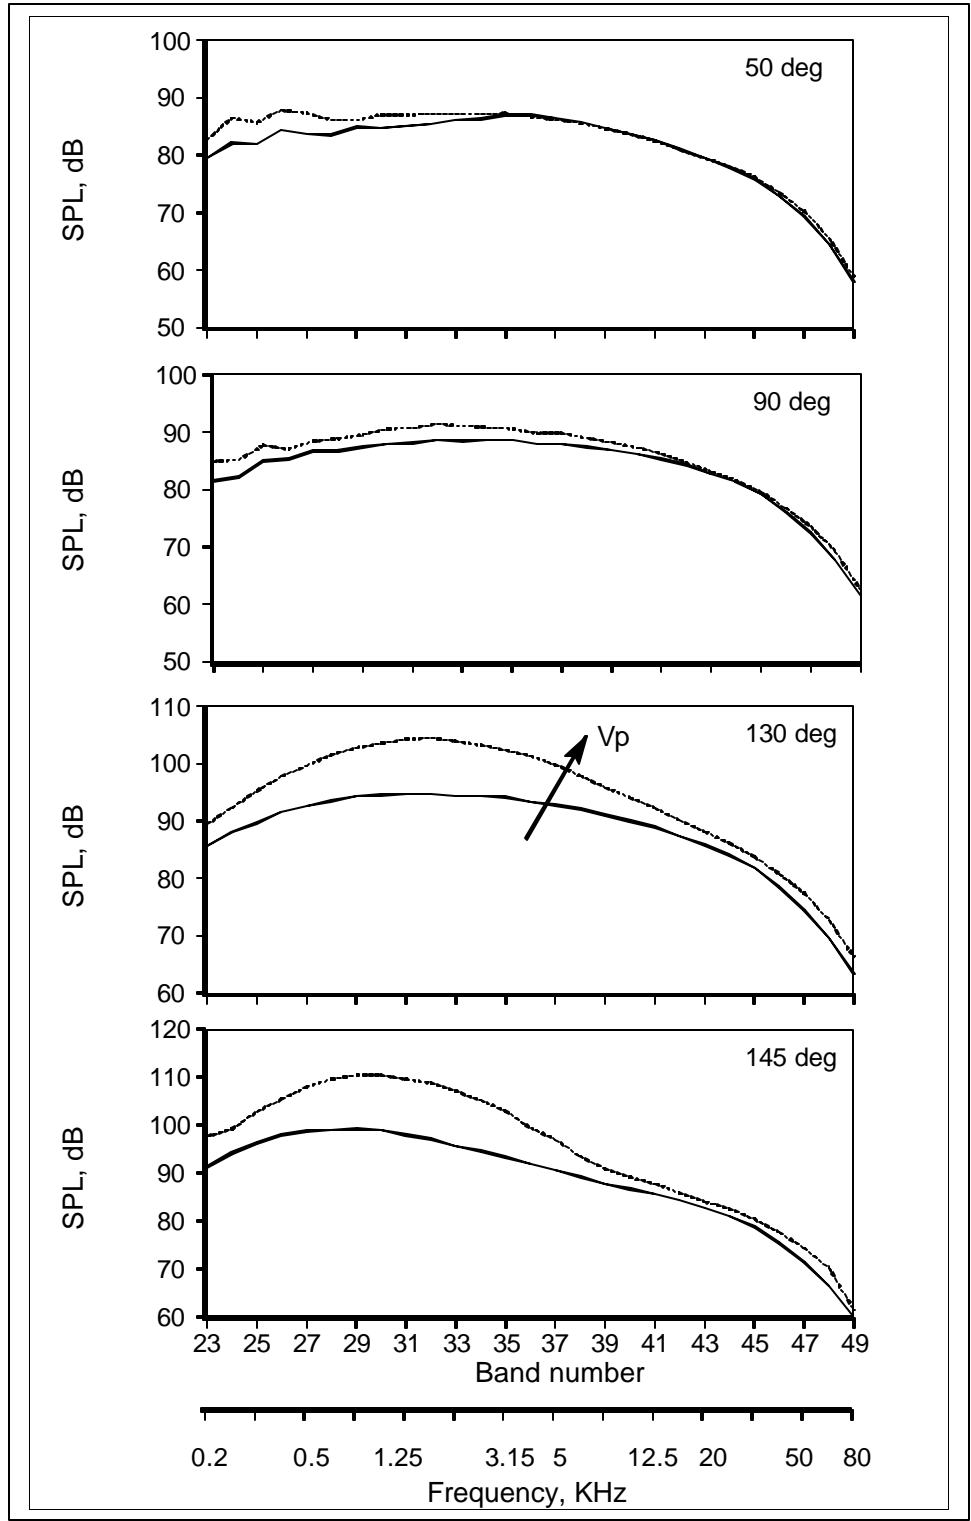 100
50 deg
90
80
SPL, dB
70
60
50
100
90 deg
90
80
SPL, dB
70
60
50
110
130 deg
Vp
100
90
SPL, dB
80
70
60
120
145 deg
110
100
90
SPL, dB
80
70
60
23 25 27 29 31 33 35 37 39 41 43 45 47 49
Band number
0.2 0.5 1.25 3.15 5 12.5 20 50 80
Frequency, KHz